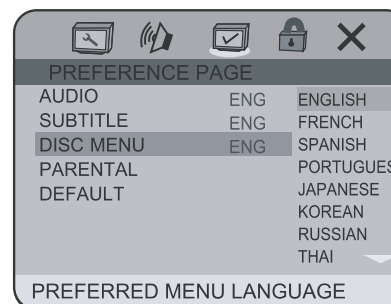 PREFERENCE PAGE
AUDIO ENG ENGLISH
SUBTITLE ENG FRENCH
DISC MENU ENG SPANISH
PARENTAL PORTUGUES
DEFAULT JAPANESE
KOREAN
RUSSIAN
THAI
PREFERRED MENU LANGUAGE